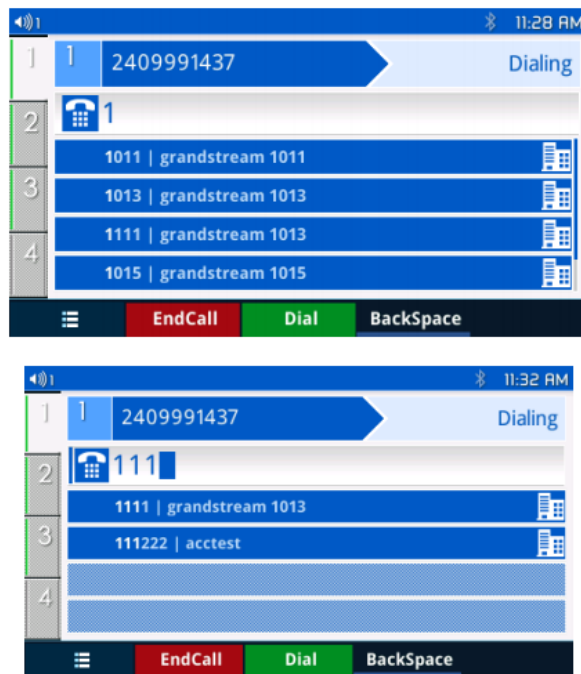 1 11:28 AM
1 1 2409991437 Dialing
2 1
1011 | grandstream 1011
3 1013 | grandstream 1013
1111 | grandstream 1013
4 1015 | grandstream 1015
EndCall Dial BackSpace
1 11:32 AM
1 1 2409991437 Dialing
2 111
1111 | grandstream 1013
3 111222 | acctest
4
EndCall Dial BackSpace